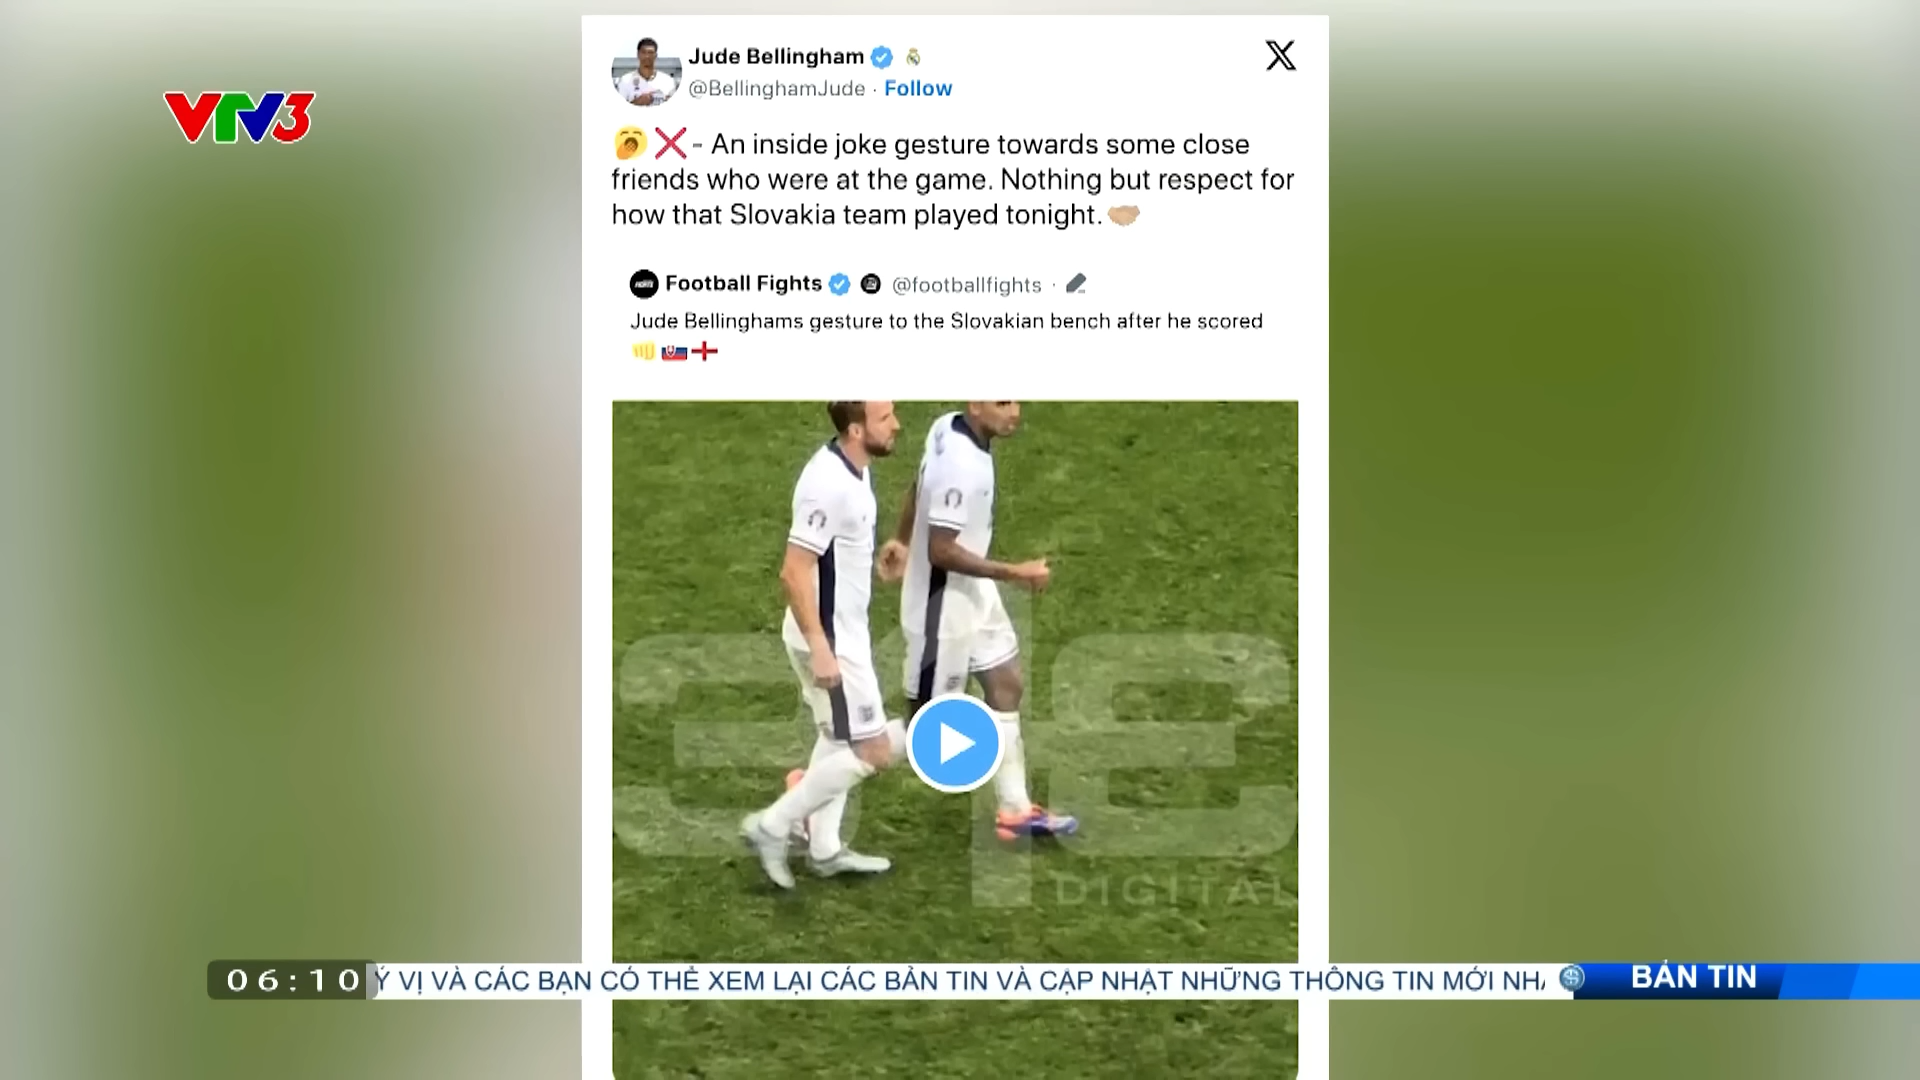 VTV3
Jude Bellingham
@BellinghamJude · Follow
- An inside joke gesture towards some close
friends who were at the game. Nothing but respect for
how that Slovakia team played tonight.
Football Fights @footballfights ·
Jude Bellinghams gesture to the Slovakian bench after he scored
DIGITAL
06:10
Ý VỊ VÀ CÁC BẠN CÓ THỂ XEM LẠI CÁC BẢN TIN VÀ CẬP NHẬT NHỮNG THÔNG TIN MỚI
BẢN TIN